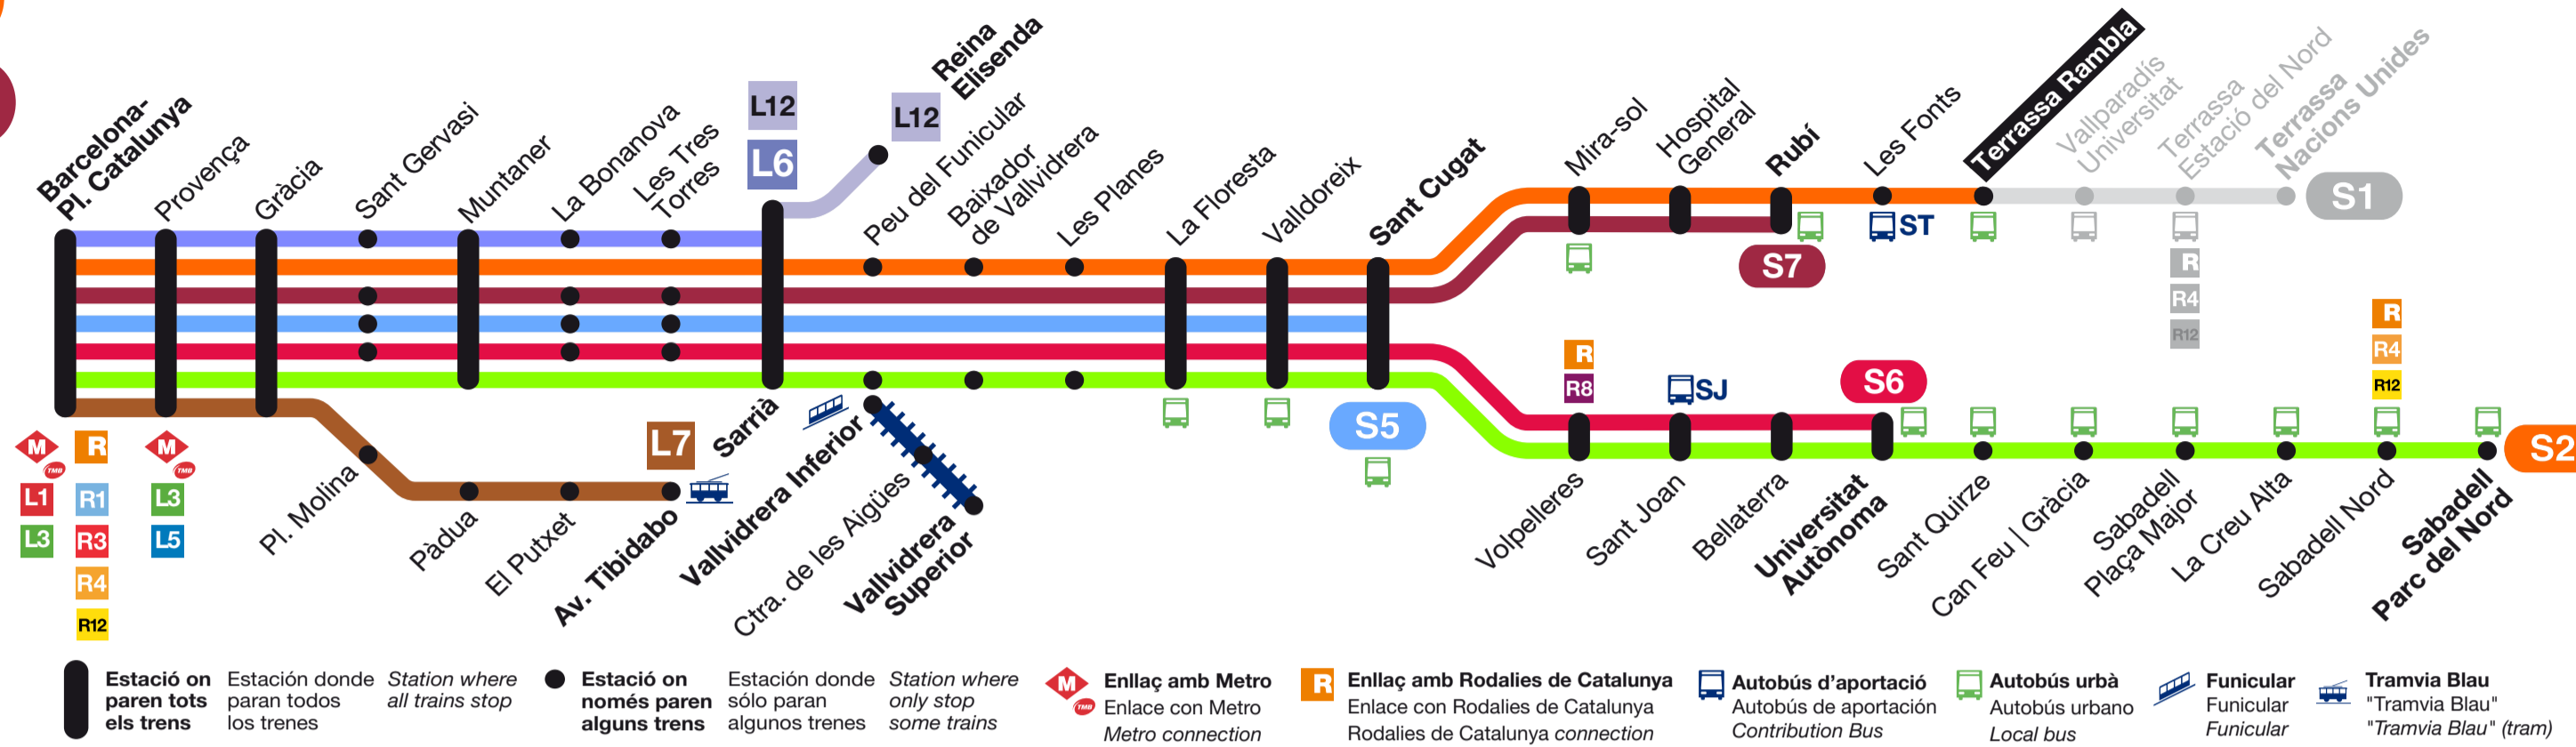 Barcelona-
Pl. Catalunya
Provença
Gràcia
Sant Gervasi
Muntaner
La Bonanova
Les Tres
Torres
L12
L6
L12
Reina
Elisenda
Peu del Funicular
Baixador
de Vallvidrera
Les Planes
La Floresta
Valldoreix
Sant Cugat
Mira-sol
Hospital
General
Rubí
Les Fonts
Terrassa Rambla
Vallparadís
Universitat
Terrassa
Estació del Nord
Terrassa
Nacions Unides
S1
ST
S7
R
R4
R12
R
R4
R12
R
R8
SJ
S6
S5
S2
M
TMB
L1
L3
R
R1
R3
R4
R12
M
TMB
L3
L5
Pl. Molina
Pàdua
El Putxet
Av. Tibidabo
L7
Sarrià
Vallvidrera Inferior
Ctra. de les Aigües
Vallvidrera
Superior
Volpelleres
Sant Joan
Bellaterra
Universitat
Autònoma
Sant Quirze
Can Feu | Gràcia
Sabadell
Plaça Major
La Creu Alta
Sabadell Nord
Sabadell
Parc del Nord
Estació on
paren tots
els trens
Estación donde
paran todos
los trenes
Station where
all trains stop
Estació on
només paren
alguns trens
Estación donde
sólo paran
algunos trenes
Station where
only stop
some trains
M
TMB
Enllaç amb Metro
Enlace con Metro
Metro connection
R
Enllaç amb Rodalies de Catalunya
Enlace con Rodalies de Catalunya
Rodalies de Catalunya connection
Autobús d'aportació
Autobús de aportación
Contribution Bus
Autobús urbà
Autobús urbano
Local bus
Funicular
Funicular
Funicular
Tramvia Blau
"Tramvia Blau"
"Tramvia Blau" (tram)